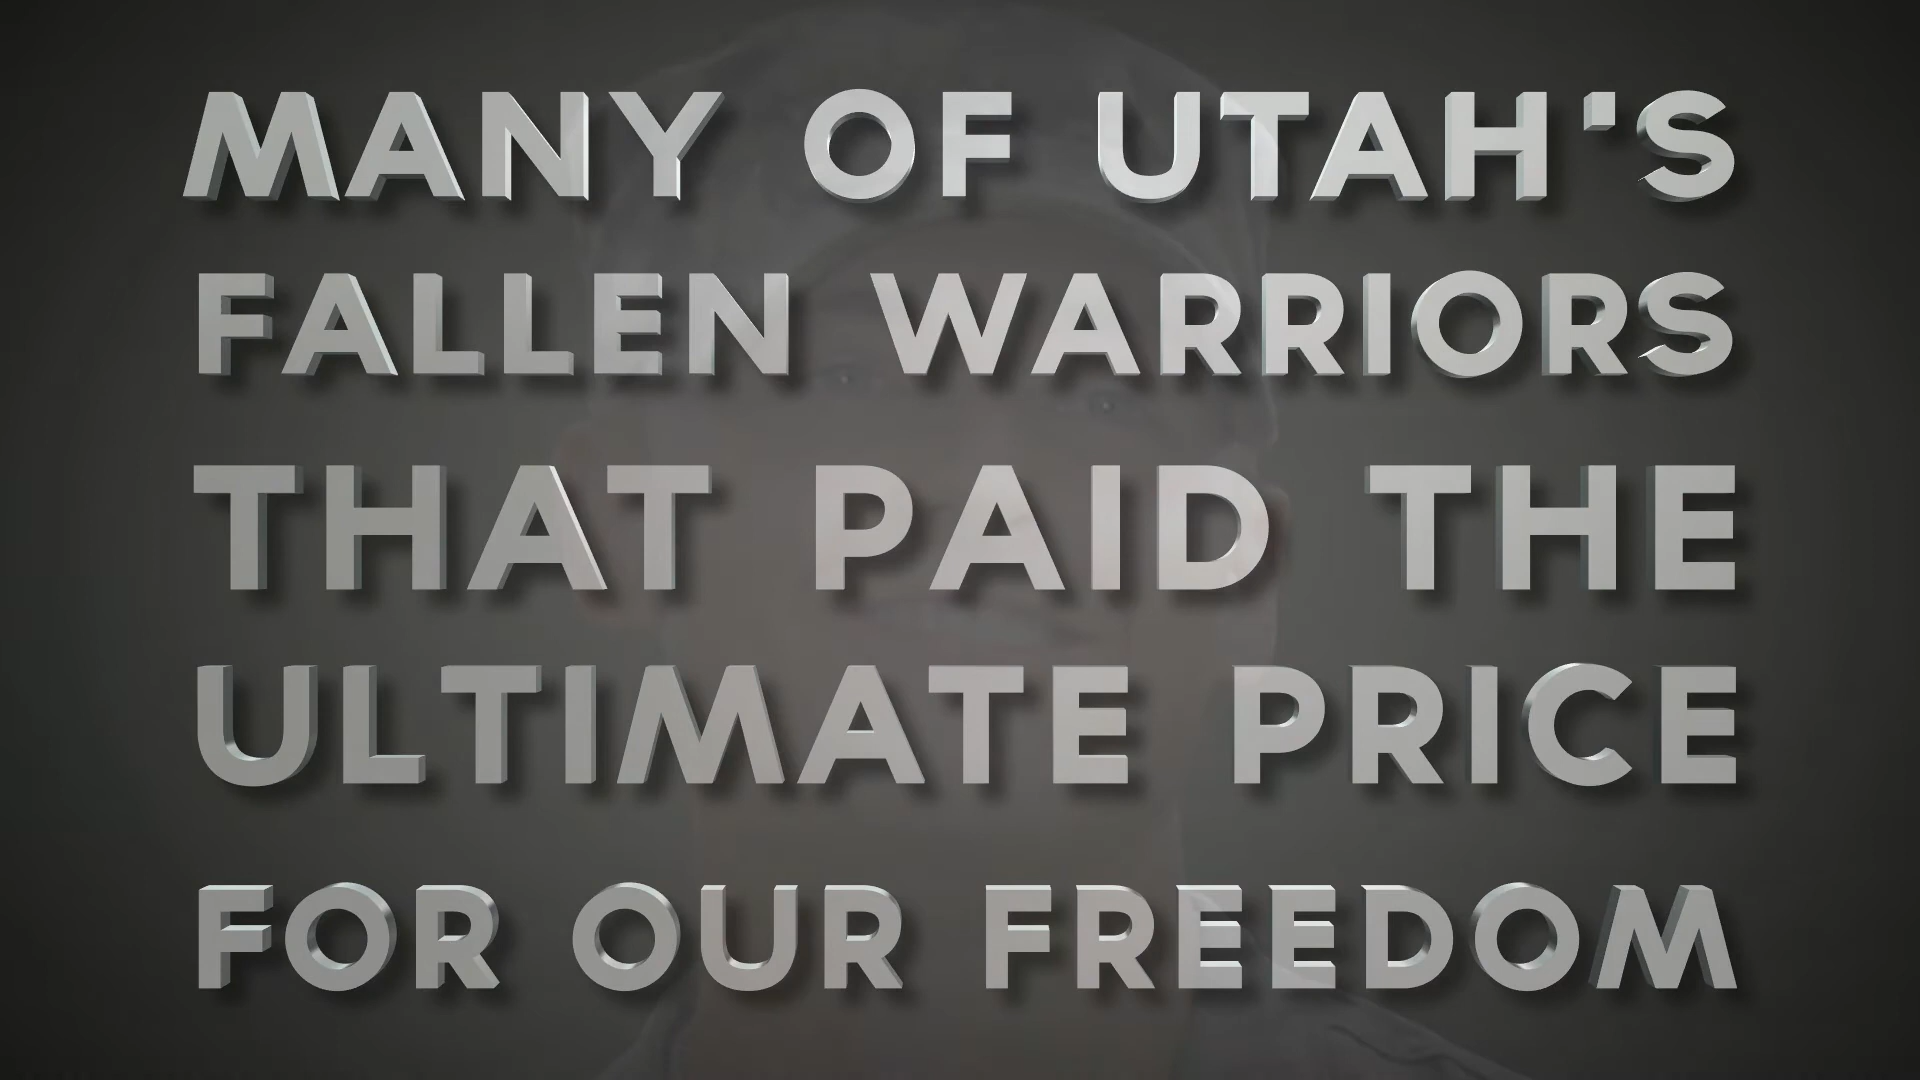 MANY OF UTAH'S
FALLEN WARRIORS
THAT PAID THE
ULTIMATE PRICE
FOR OUR FREEDOM